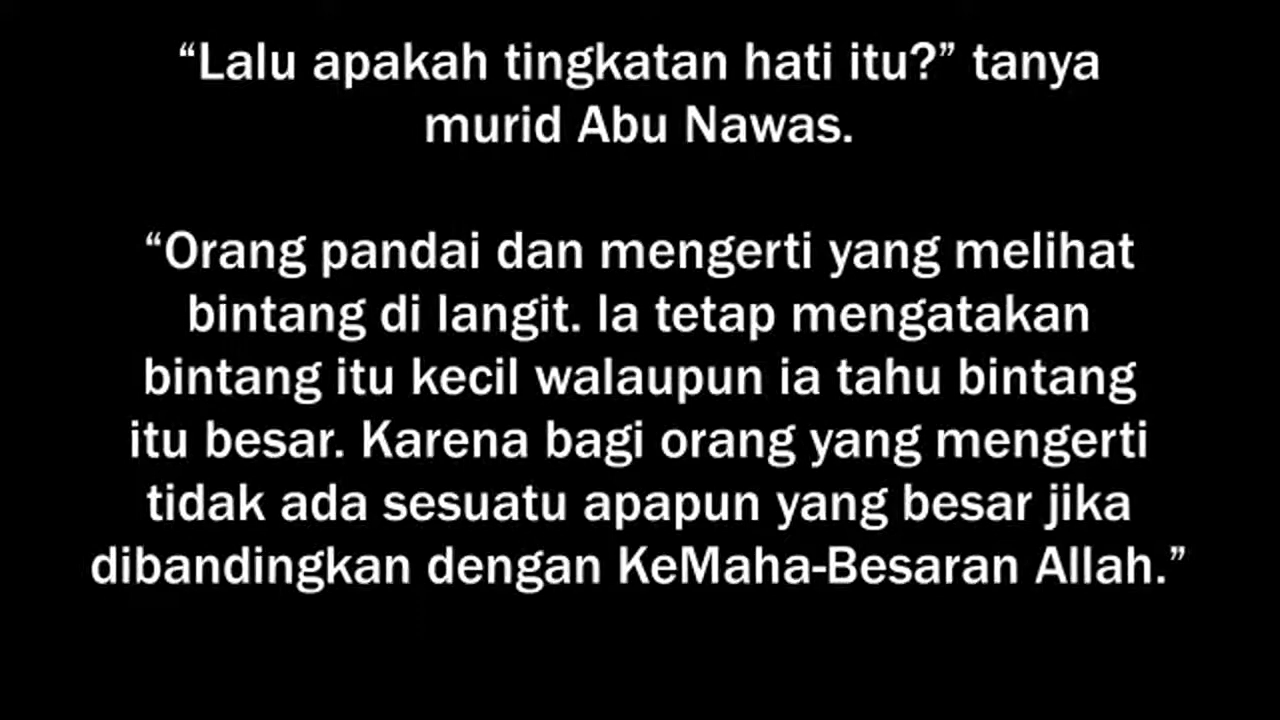 “Lalu apakah tingkatan hati itu?” tanya
murid Abu Nawas.
“Orang pandai dan mengerti yang melihat
bintang di langit. Ia tetap mengatakan
bintang itu kecil walaupun ia tahu bintang
itu besar. Karena bagi orang yang mengerti
tidak ada sesuatu apapun yang besar jika
dibandingkan dengan KeMaha-Besaran Allah.”